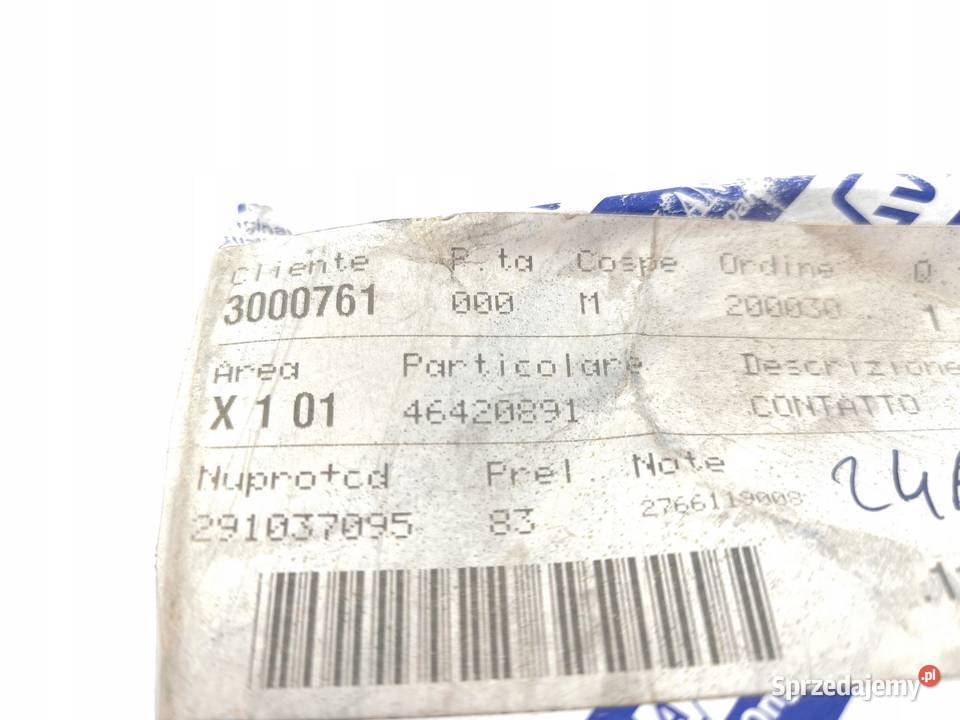 Cliente P.ta Cospe Ordine Q.
3000761 000 M 200030 1
Area Particolare Descrizione
X 1 01 46420891 CONTATTO
Nuprotcd Prel. Note
291037095 83 2766119008
Sprzedajemy.pl